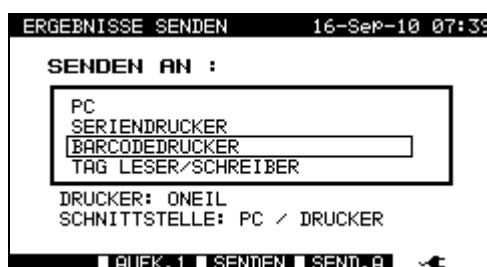 ERGEBNISSE SENDEN 16-Sep-10 07:39
SENDEN AN :
PC
SERIENDRUCKER
BARCODEDRUCKER
TAG LESER/SCHREIBER
DRUCKER: ONEIL
SCHNITTSTELLE: PC / DRUCKER
AUFK.1 SENDEN SEND.A